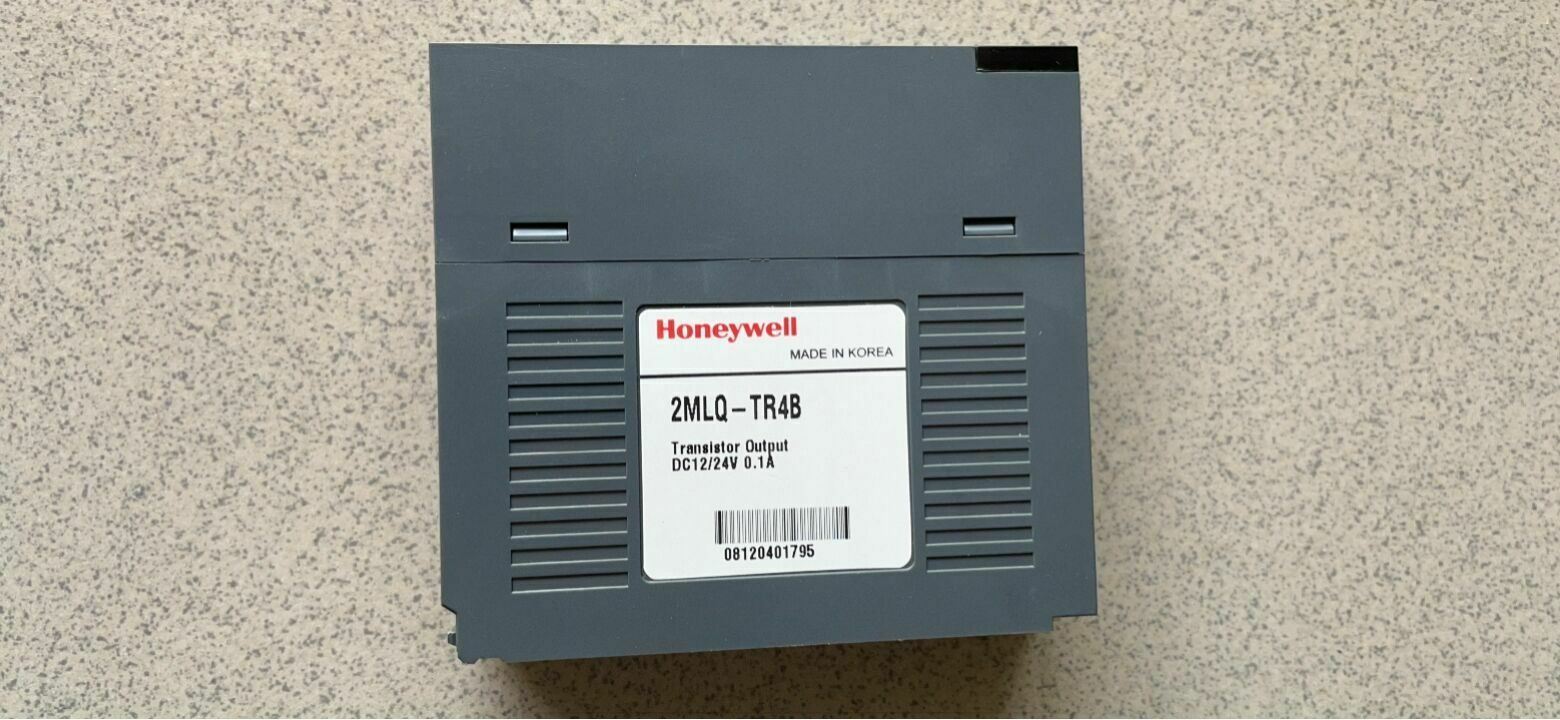 Honeywell
MADE IN KOREA
2MLQ-TR4B
Transistor Output
DC12/24V 0.1A
08120401795